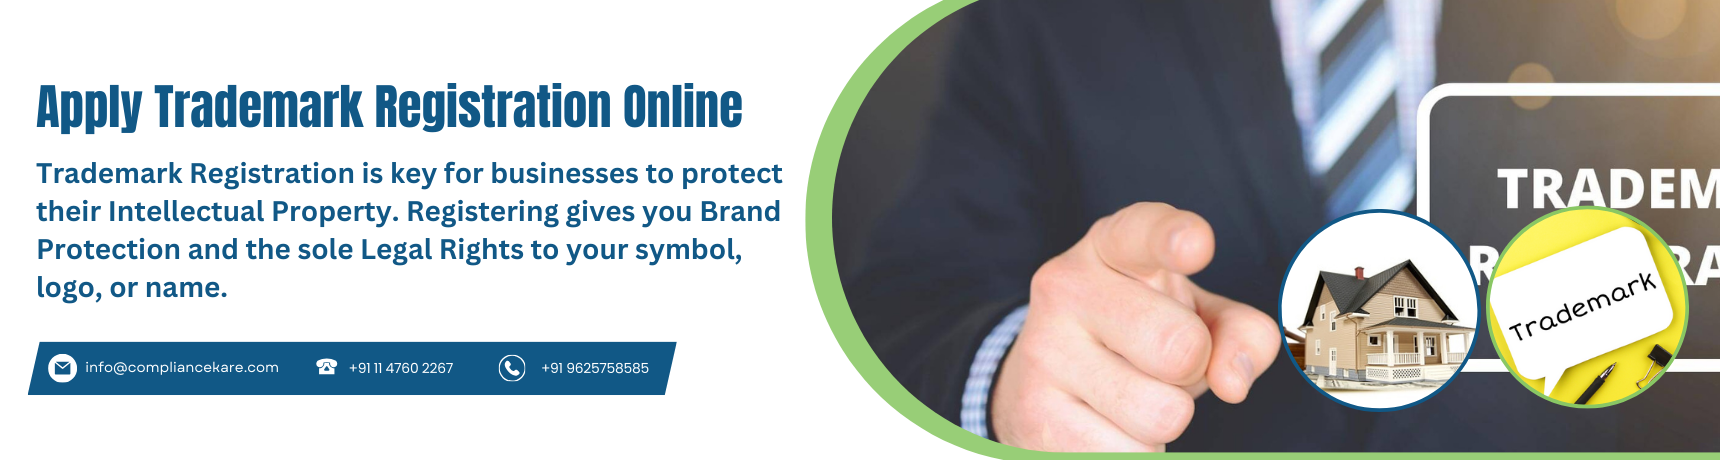 Apply Trademark Registration Online
Trademark Registration is key for businesses to protect
their Intellectual Property. Registering gives you Brand
Protection and the sole Legal Rights to your symbol,
logo, or name.
info@compliancekare.com +91 11 4760 2267 +91 9625758585
TRADEM
Trademark